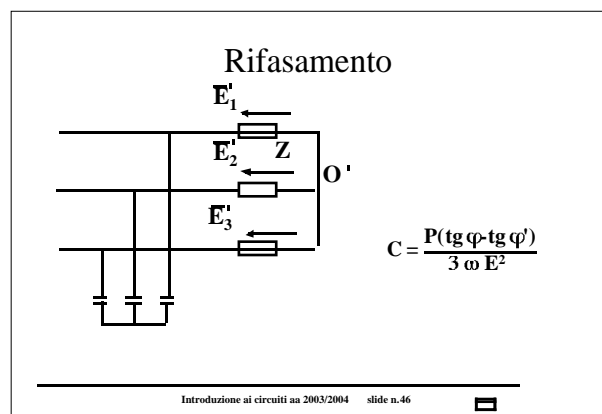 Rifasamento
E̅'₁
Z
E̅'₂
O'
E̅'₃
C = P(tg φ-tg φ') / 3 ω E²
Introduzione ai circuiti aa 2003/2004 slide n.46